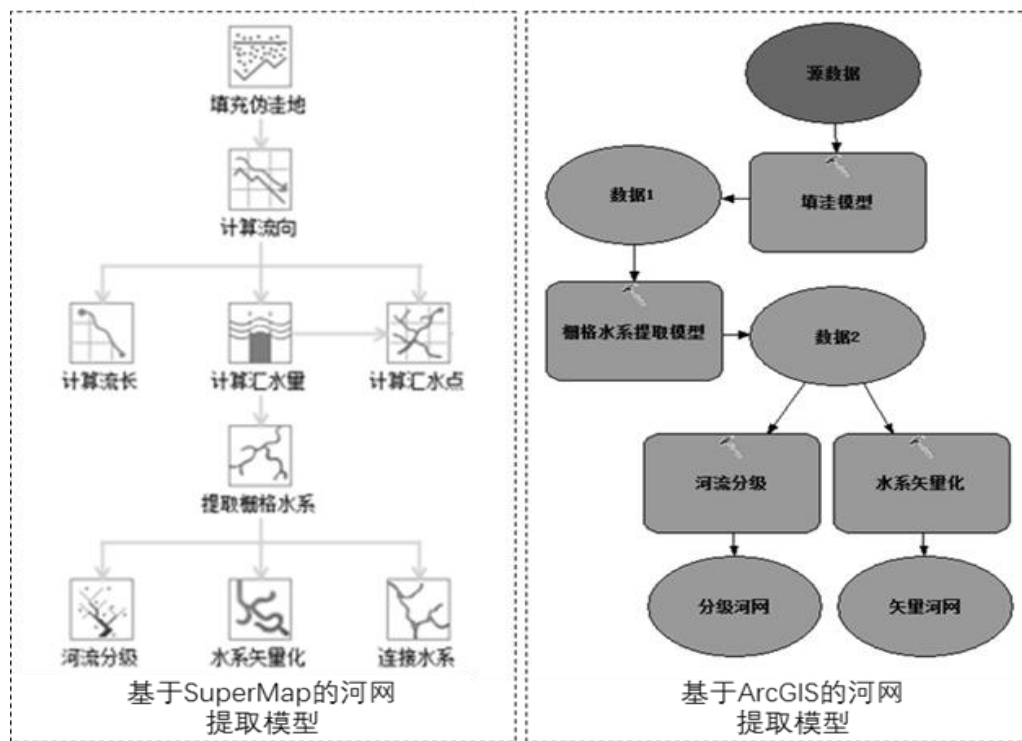 填充伪洼地
计算流向
计算流长
计算汇水量
计算汇水点
提取栅格水系
河流分级
水系矢量化
连接水系
基于SuperMap的河网
提取模型
源数据
数据1
填洼模型
栅格水系提取模型
数据2
河流分级
水系矢量化
分级河网
矢量河网
基于ArcGIS的河网
提取模型